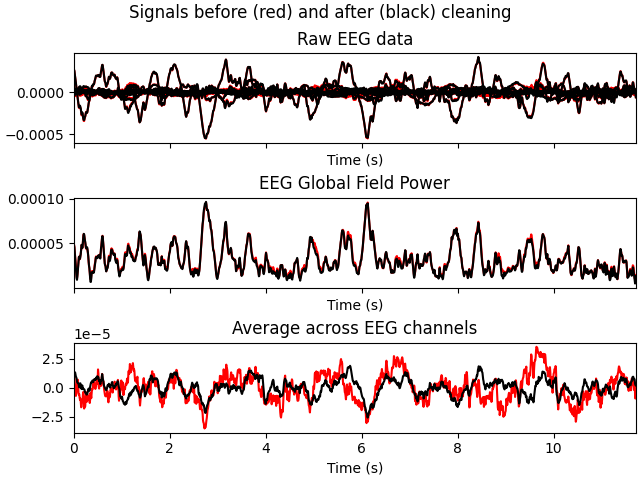 Signals before (red) and after (black) cleaning
Raw EEG data
0.0000
−0.0005
Time (s)
EEG Global Field Power
0.00010
0.00005
Time (s)
Average across EEG channels
1e−5
2.5
0.0
−2.5
0 2 4 6 8 10
Time (s)